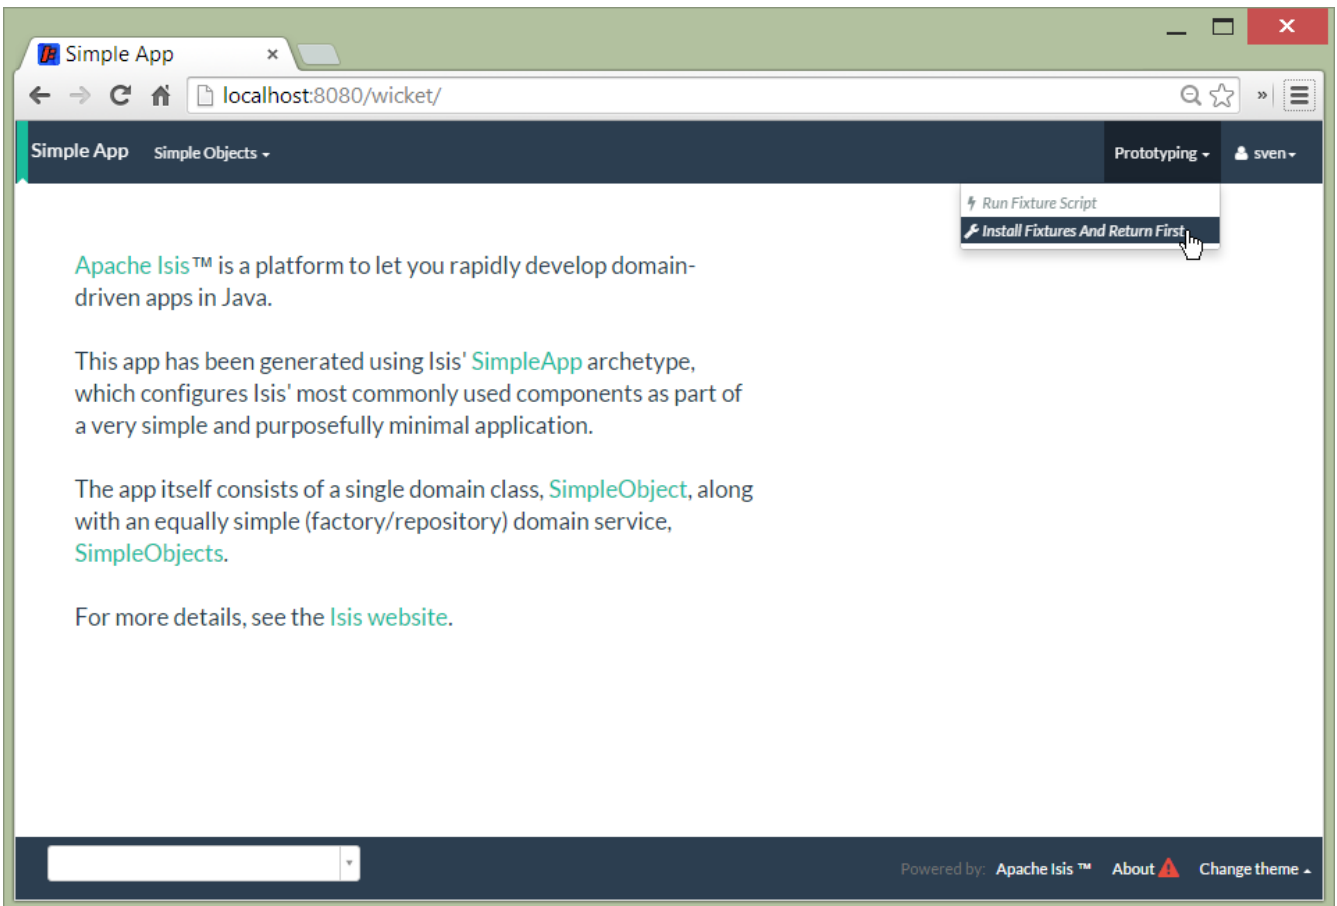 Simple App
localhost:8080/wicket/
Simple App Simple Objects Prototyping sven
Run Fixture Script
Install Fixtures And Return First
Apache Isis™ is a platform to let you rapidly develop domain-
driven apps in Java.
This app has been generated using Isis' SimpleApp archetype,
which configures Isis' most commonly used components as part of
a very simple and purposefully minimal application.
The app itself consists of a single domain class, SimpleObject, along
with an equally simple (factory/repository) domain service,
SimpleObjects.
For more details, see the Isis website.
Powered by: Apache Isis ™ About Change theme